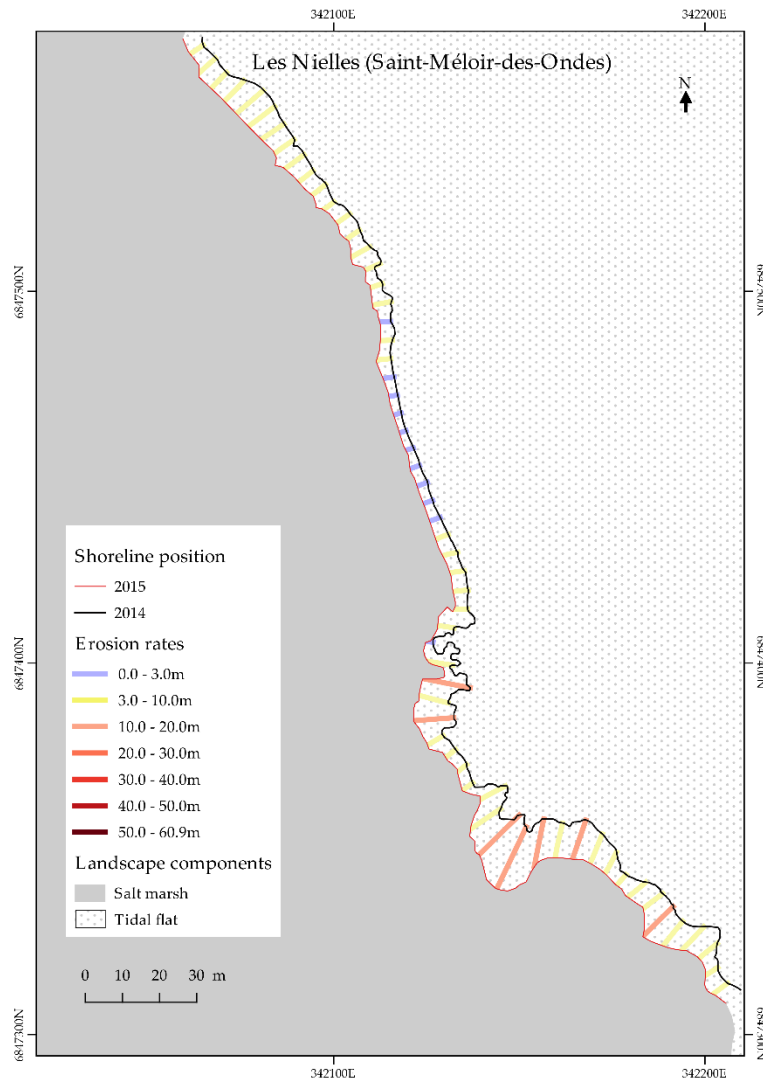 342100E
342200E
Les Nielles (Saint-Méloir-des-Ondes)
N
6847500N
6847500N
6847400N
6847400N
Shoreline position
2015
2014
Erosion rates
0.0 - 3.0m
3.0 - 10.0m
10.0 - 20.0m
20.0 - 30.0m
30.0 - 40.0m
40.0 - 50.0m
50.0 - 60.9m
Landscape components
Salt marsh
Tidal flat
0 10 20 30 m
6847300N
6847300N
342100E
342200E